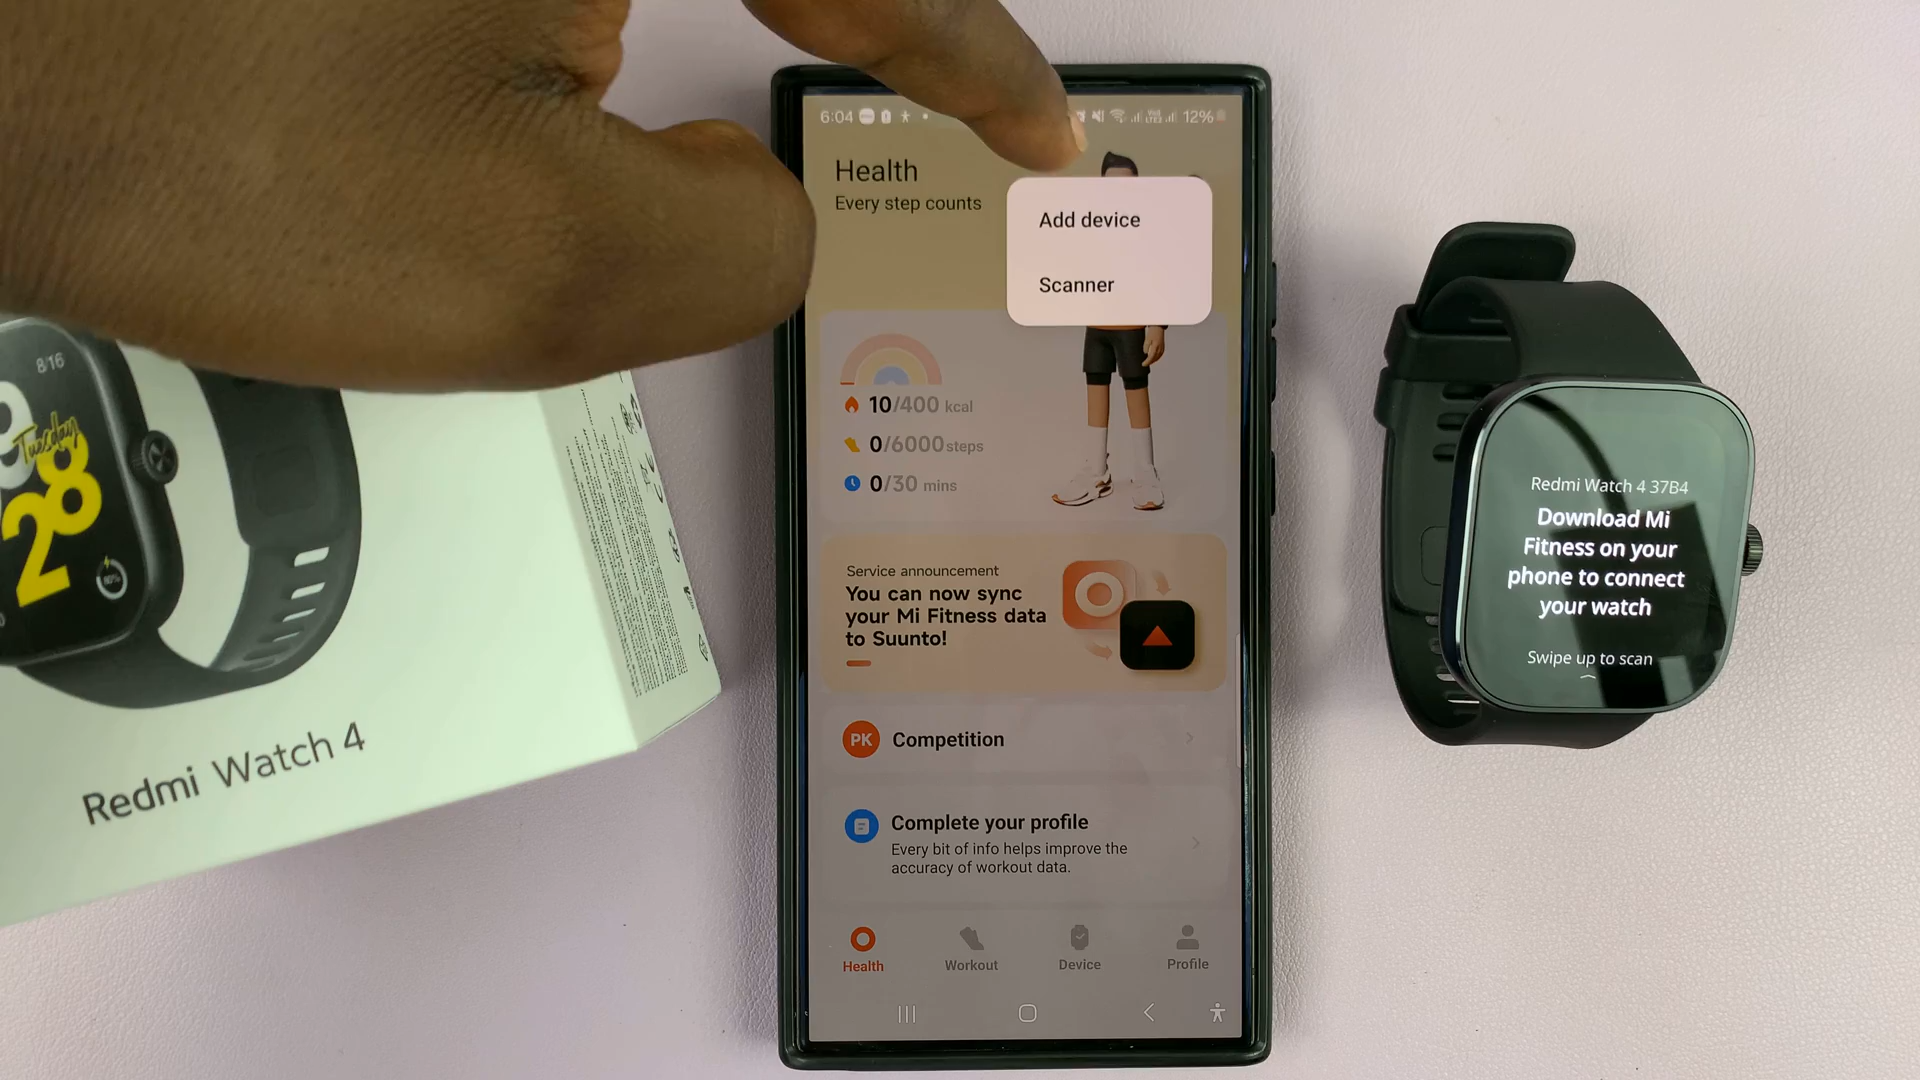 6:04
12%
Health
Every step counts
Add device
Scanner
10/400 kcal
0/6000 steps
0/30 mins
Service announcement
You can now sync
your Mi Fitness data
to Suunto!
PK Competition
Complete your profile
Every bit of info helps improve the
accuracy of workout data.
Health
Workout
Device
Profile
Redmi Watch 4 37B4
Download Mi
Fitness on your
phone to connect
your watch
Swipe up to scan
8/16
Tuesday
28
Redmi Watch 4